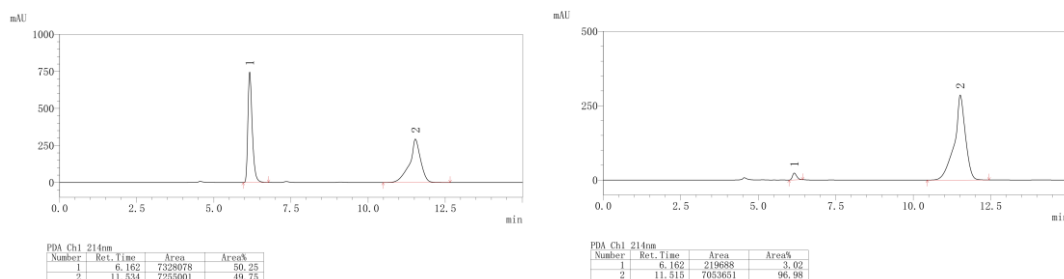 mAU
1000
750
500
250
0
1
2
0.0
2.5
5.0
7.5
10.0
12.5
min
PDA Ch1 214nm
Number Ret.Time Area Area%
1 6.162 7328078 50.25
2 11.534 7255001 49.75
mAU
500
250
0
1
2
0.0
2.5
5.0
7.5
10.0
12.5
min
PDA Ch1 214nm
Number Ret.Time Area Area%
1 6.162 219688 3.02
2 11.515 7053651 96.98